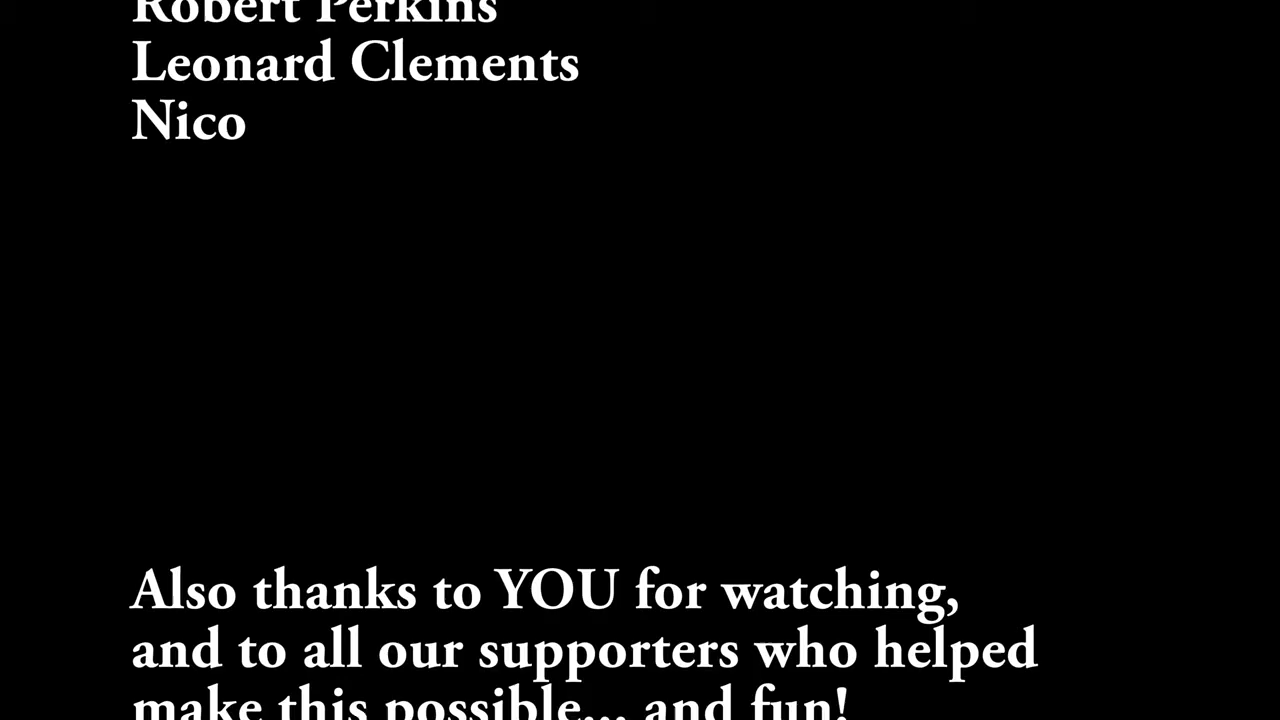 Robert Perkins
Leonard Clements
Nico
Also thanks to YOU for watching,
and to all our supporters who helped
make this possible... and fun!